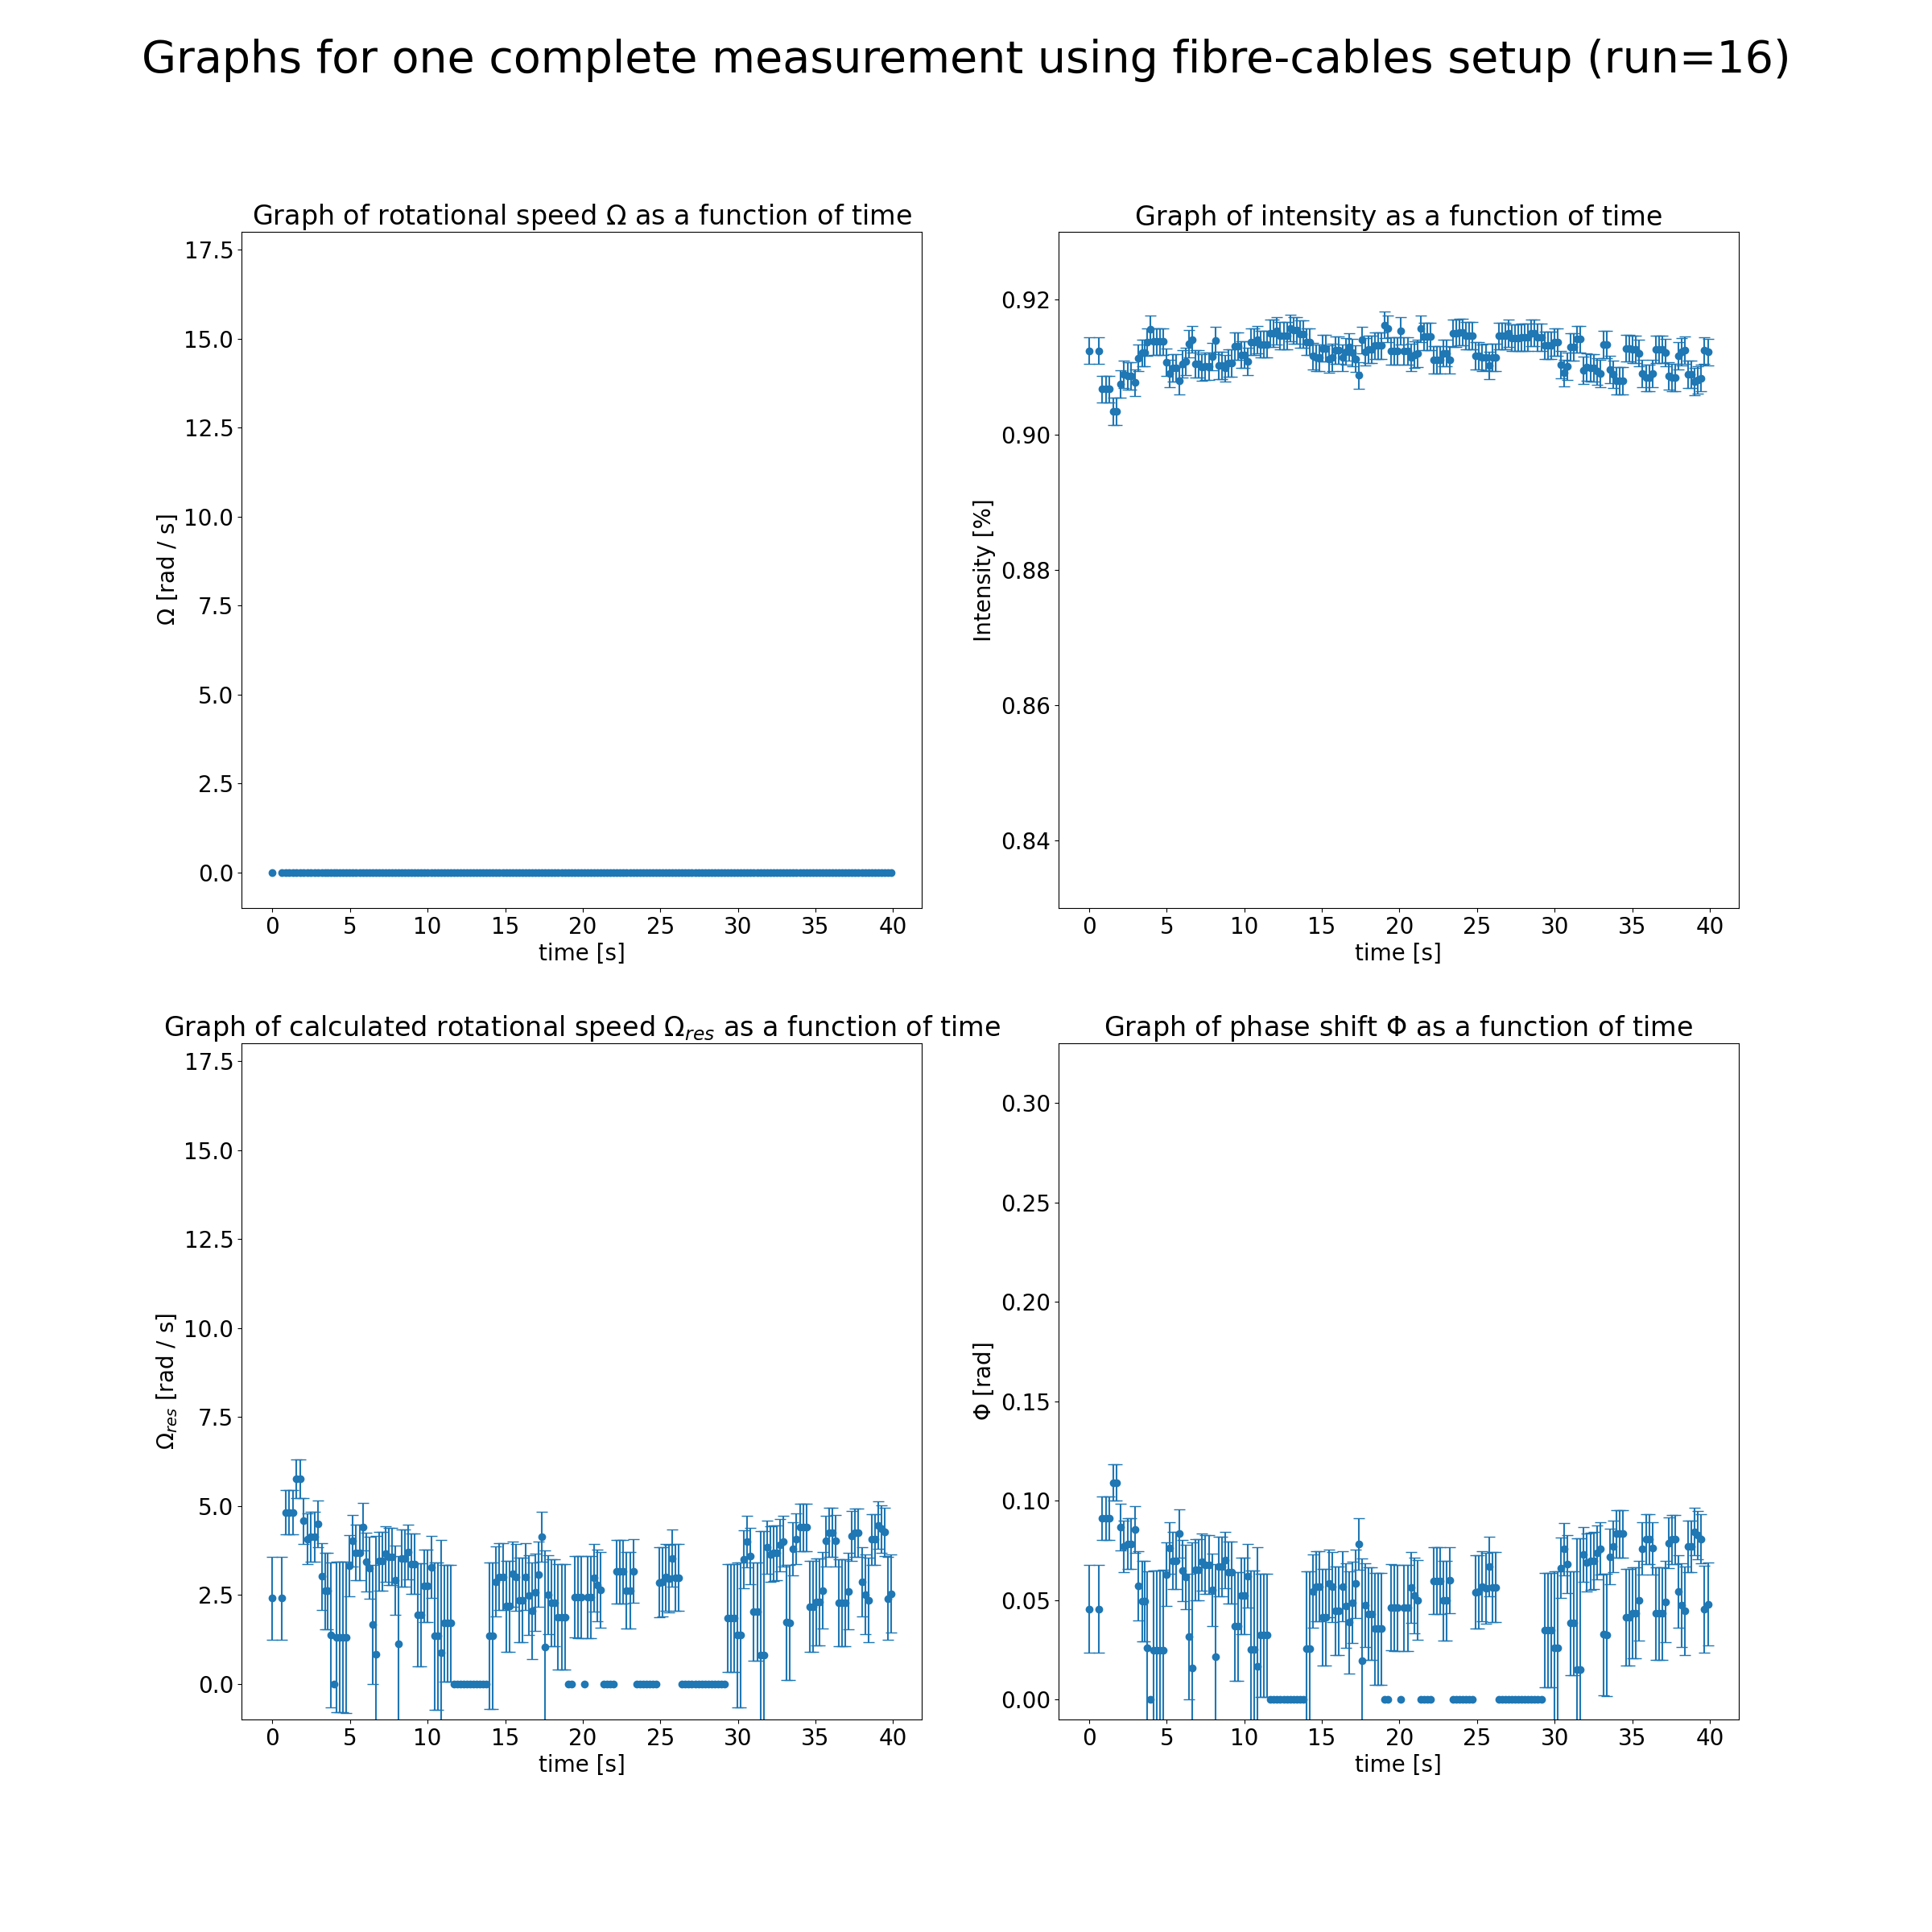 Graphs for one complete measurement using fibre-cables setup (run=16)
Graph of rotational speed Ω as a function of time
17.5
15.0
12.5
10.0
7.5
5.0
2.5
0.0
Ω [rad / s]
0 5 10 15 20 25 30 35 40
time [s]
Graph of intensity as a function of time
0.92
0.90
0.88
0.86
0.84
Intensity [%]
0 5 10 15 20 25 30 35 40
time [s]
Graph of calculated rotational speed Ωres as a function of time
17.5
15.0
12.5
10.0
7.5
5.0
2.5
0.0
Ωres [rad / s]
0 5 10 15 20 25 30 35 40
time [s]
Graph of phase shift Φ as a function of time
0.30
0.25
0.20
0.15
0.10
0.05
0.00
Φ [rad]
0 5 10 15 20 25 30 35 40
time [s]